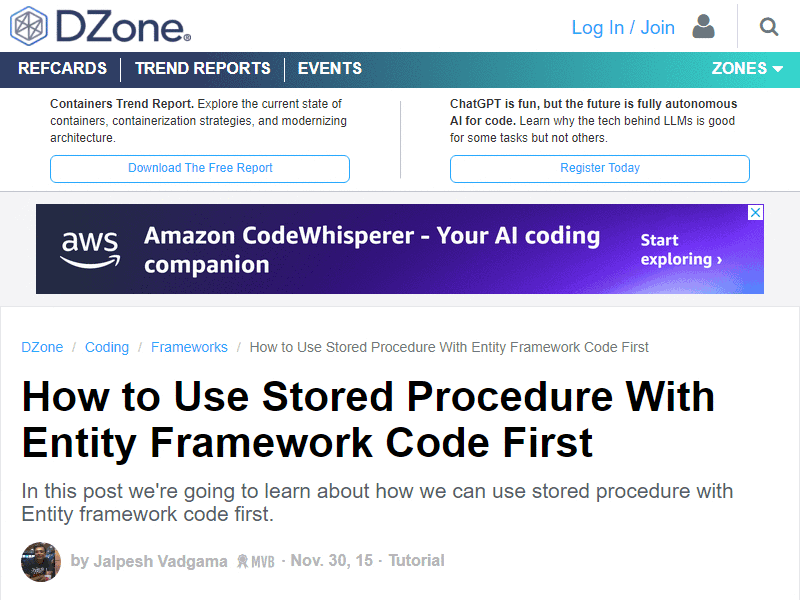 DZone®
Log In / Join
REFCARDS
TREND REPORTS
EVENTS
ZONES
Containers Trend Report. Explore the current state of
containers, containerization strategies, and modernizing
architecture.
Download The Free Report
ChatGPT is fun, but the future is fully autonomous
AI for code. Learn why the tech behind LLMs is good
for some tasks but not others.
Register Today
aws
Amazon CodeWhisperer - Your AI coding
companion
Start
exploring ›
DZone / Coding / Frameworks / How to Use Stored Procedure With Entity Framework Code First
How to Use Stored Procedure With
Entity Framework Code First
In this post we're going to learn about how we can use stored procedure with
Entity framework code first.
by Jalpesh Vadgama MVB · Nov. 30, 15 · Tutorial